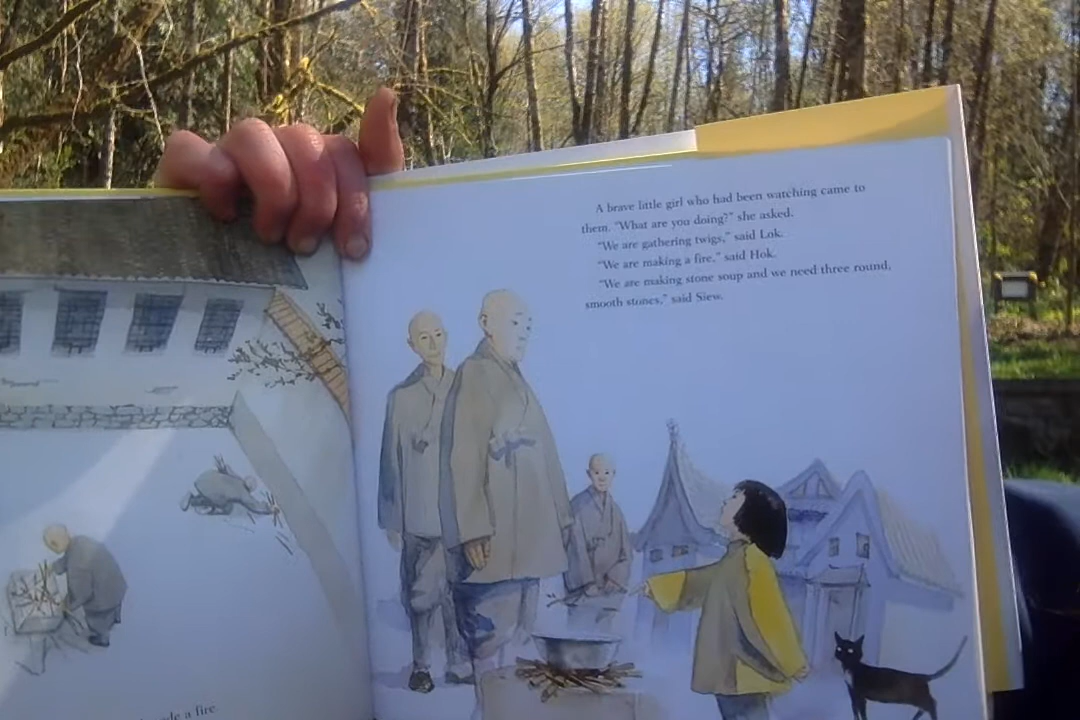 A brave little girl who had been watching came to
them. "What are you doing?" she asked.
"We are gathering twigs," said Lok.
"We are making a fire," said Hok.
"We are making stone soup and we need three round,
smooth stones," said Siew.
a fire